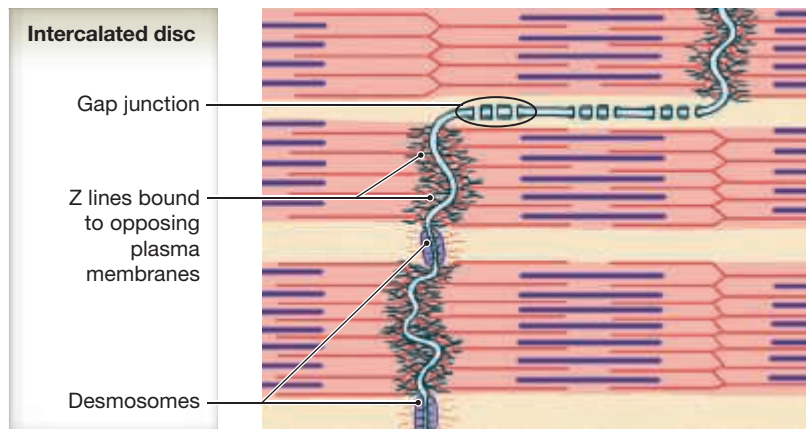 Intercalated disc
Gap junction
Z lines bound
to opposing
plasma
membranes
Desmosomes